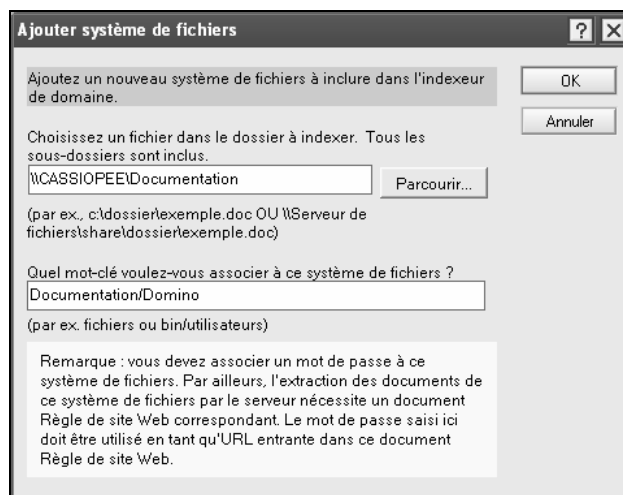 Ajouter système de fichiers
Ajoutez un nouveau système de fichiers à inclure dans l'indexeur
de domaine.
OK
Annuler
Choisissez un fichier dans le dossier à indexer. Tous les
sous-dossiers sont inclus.
\\CASSIOPEE\Documentation
Parcourir...
(par ex., c:\dossier\exemple.doc OU \\Serveur de
fichiers\share\dossier\exemple.doc)
Quel mot-clé voulez-vous associer à ce système de fichiers ?
Documentation/Domino
(par ex. fichiers ou bin/utilisateurs)
Remarque : vous devez associer un mot de passe à ce
système de fichiers. Par ailleurs, l'extraction des documents de
ce système de fichiers par le serveur nécessite un document
Règle de site Web correspondant. Le mot de passe saisi ici
doit être utilisé en tant qu'URL entrante dans ce document
Règle de site Web.